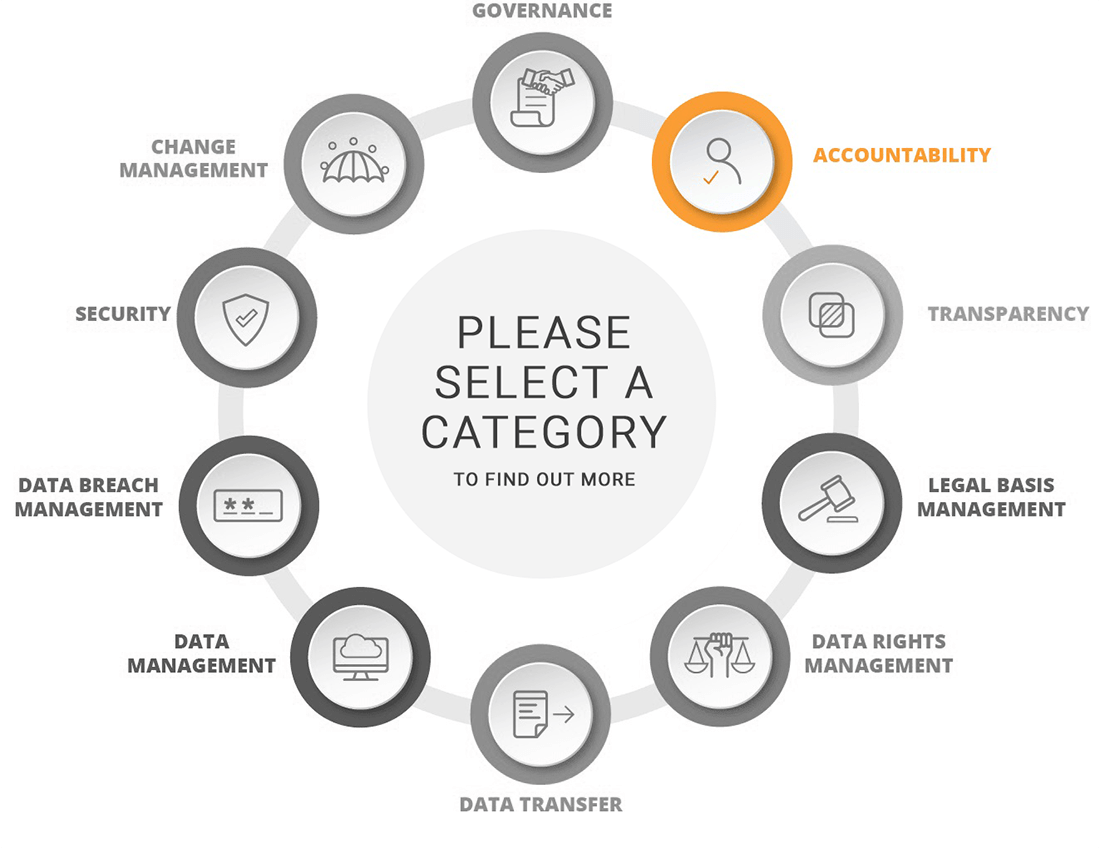 GOVERNANCE
CHANGE
MANAGEMENT
ACCOUNTABILITY
SECURITY
TRANSPARENCY
PLEASE
SELECT A
CATEGORY
TO FIND OUT MORE
DATA BREACH
MANAGEMENT
**_
LEGAL BASIS
MANAGEMENT
DATA
MANAGEMENT
DATA RIGHTS
MANAGEMENT
DATA TRANSFER